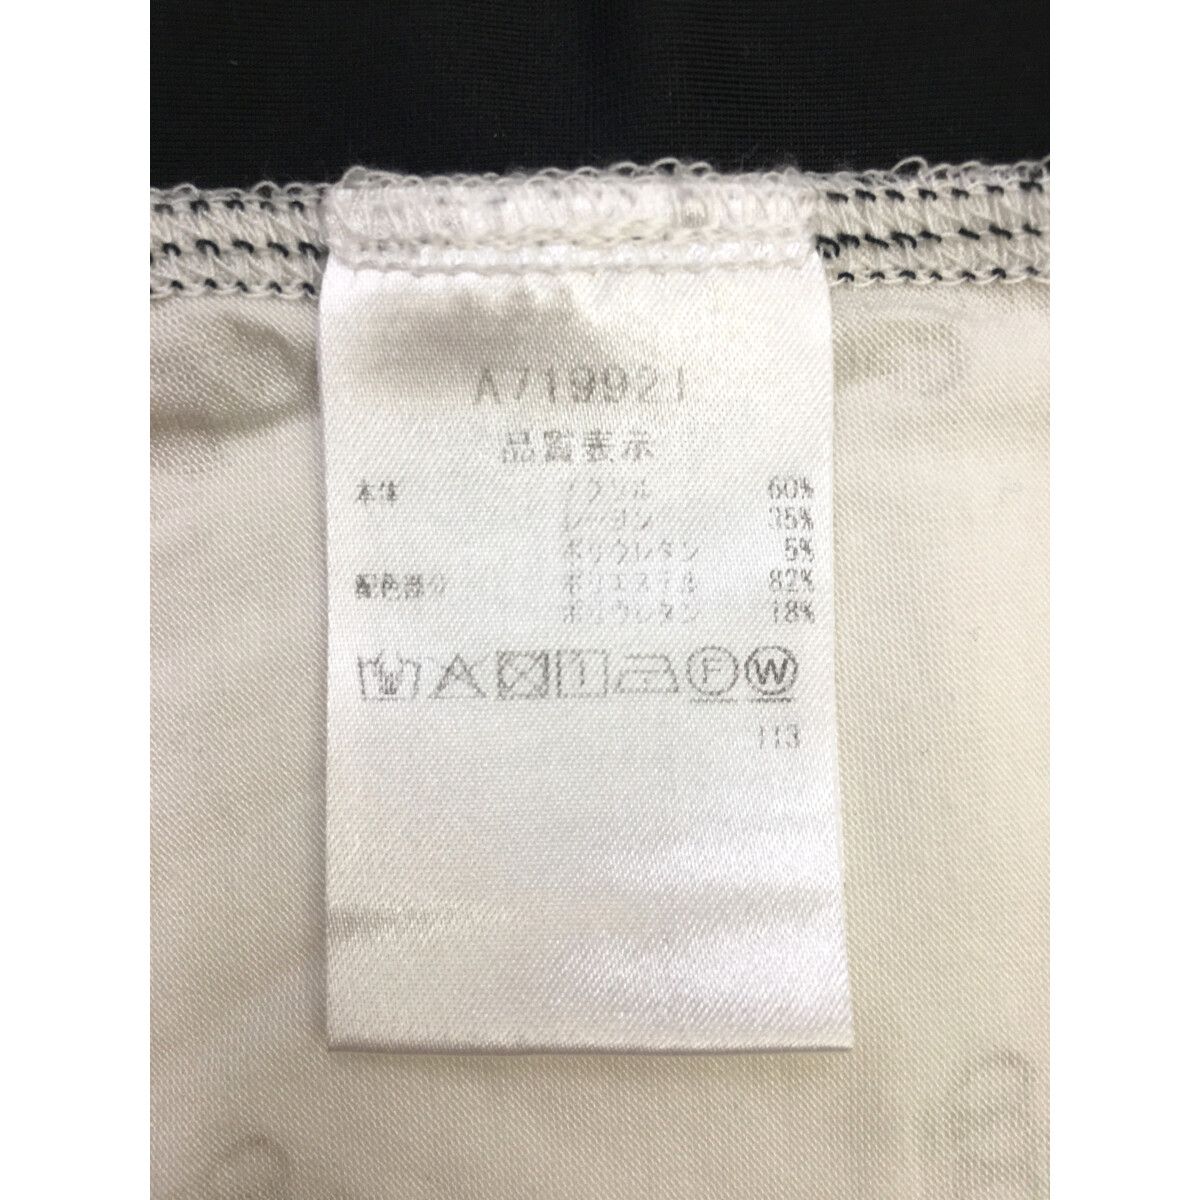 A719921
品質表示
本体 アクリル 60%
レーヨン 35%
ポリウレタン 5%
配色部分 ポリエステル 82%
ポリウレタン 18%
F W
113